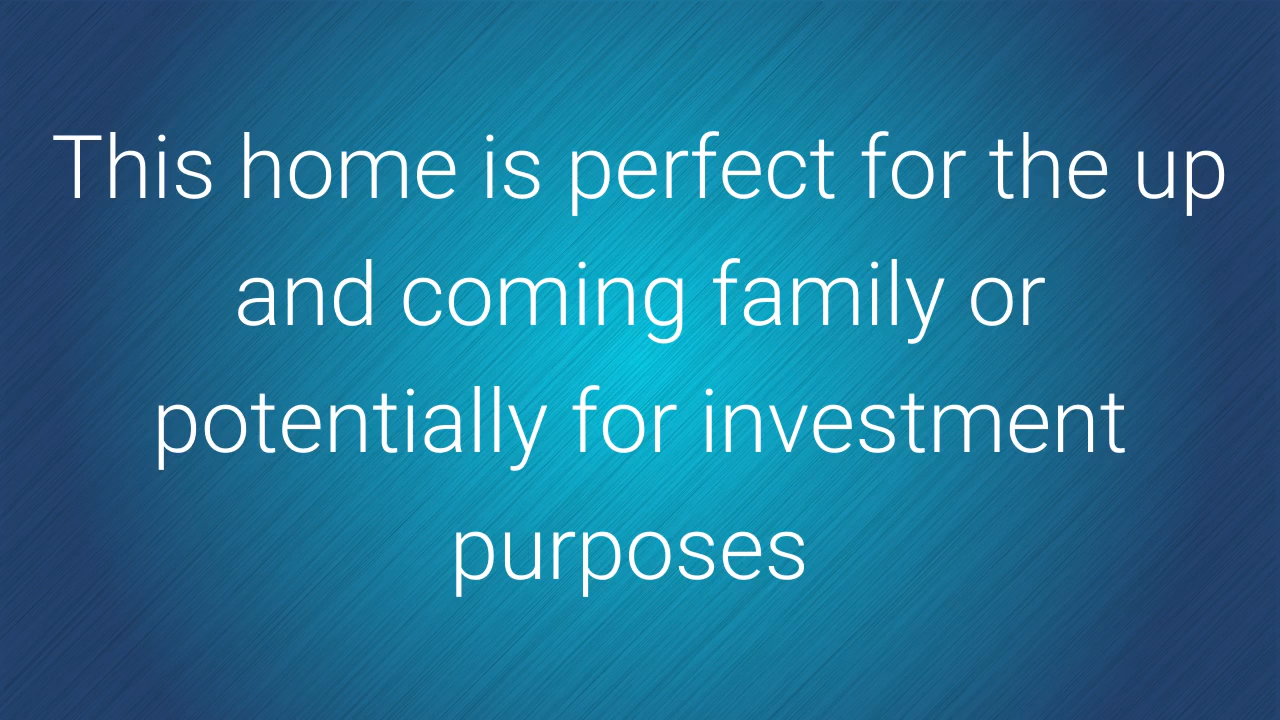 This home is perfect for the up
and coming family or
potentially for investment
purposes